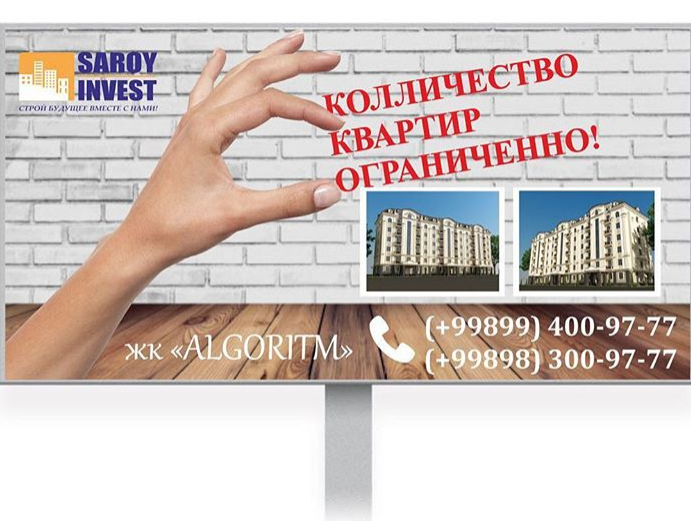 SAROY
INVEST
СТРОЙ БУДУЩЕЕ ВМЕСТЕ С НАМИ!
КОЛЛИЧЕСТВО
КВАРТИР
ОГРАНИЧЕННО!
жк «ALGORITM»
(+99899) 400-97-77
(+99898) 300-97-77